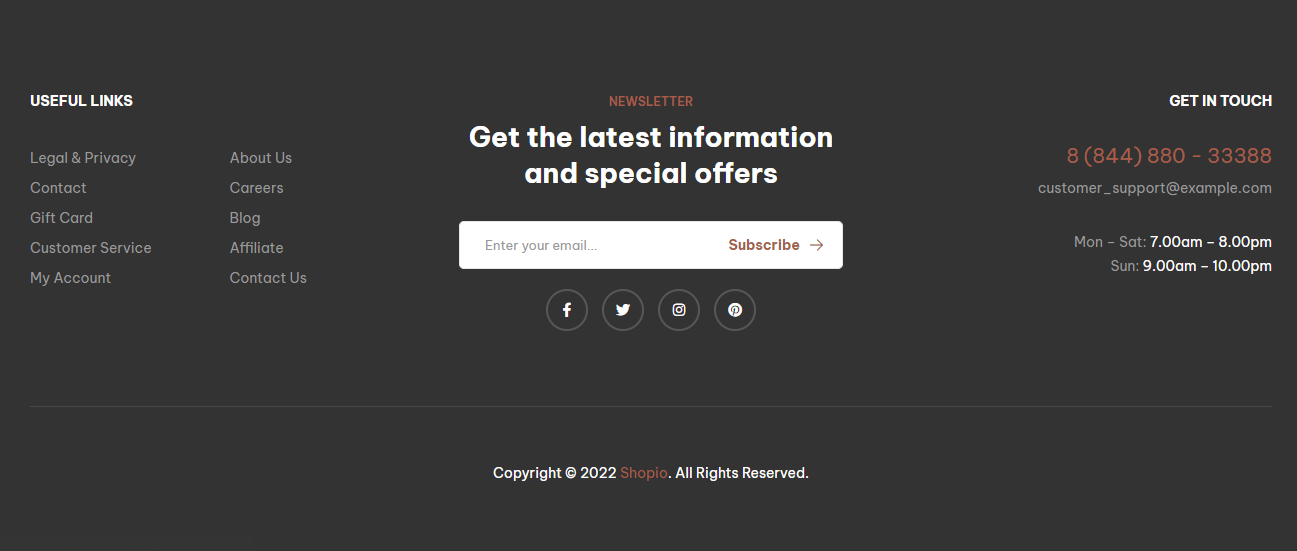 USEFUL LINKS
Legal & Privacy
Contact
Gift Card
Customer Service
My Account
About Us
Careers
Blog
Affiliate
Contact Us
NEWSLETTER
Get the latest information
and special offers
Enter your email...
Subscribe
GET IN TOUCH
8 (844) 880 - 33388
customer_support@example.com
Mon – Sat: 7.00am – 8.00pm
Sun: 9.00am – 10.00pm
Copyright © 2022 Shopio. All Rights Reserved.